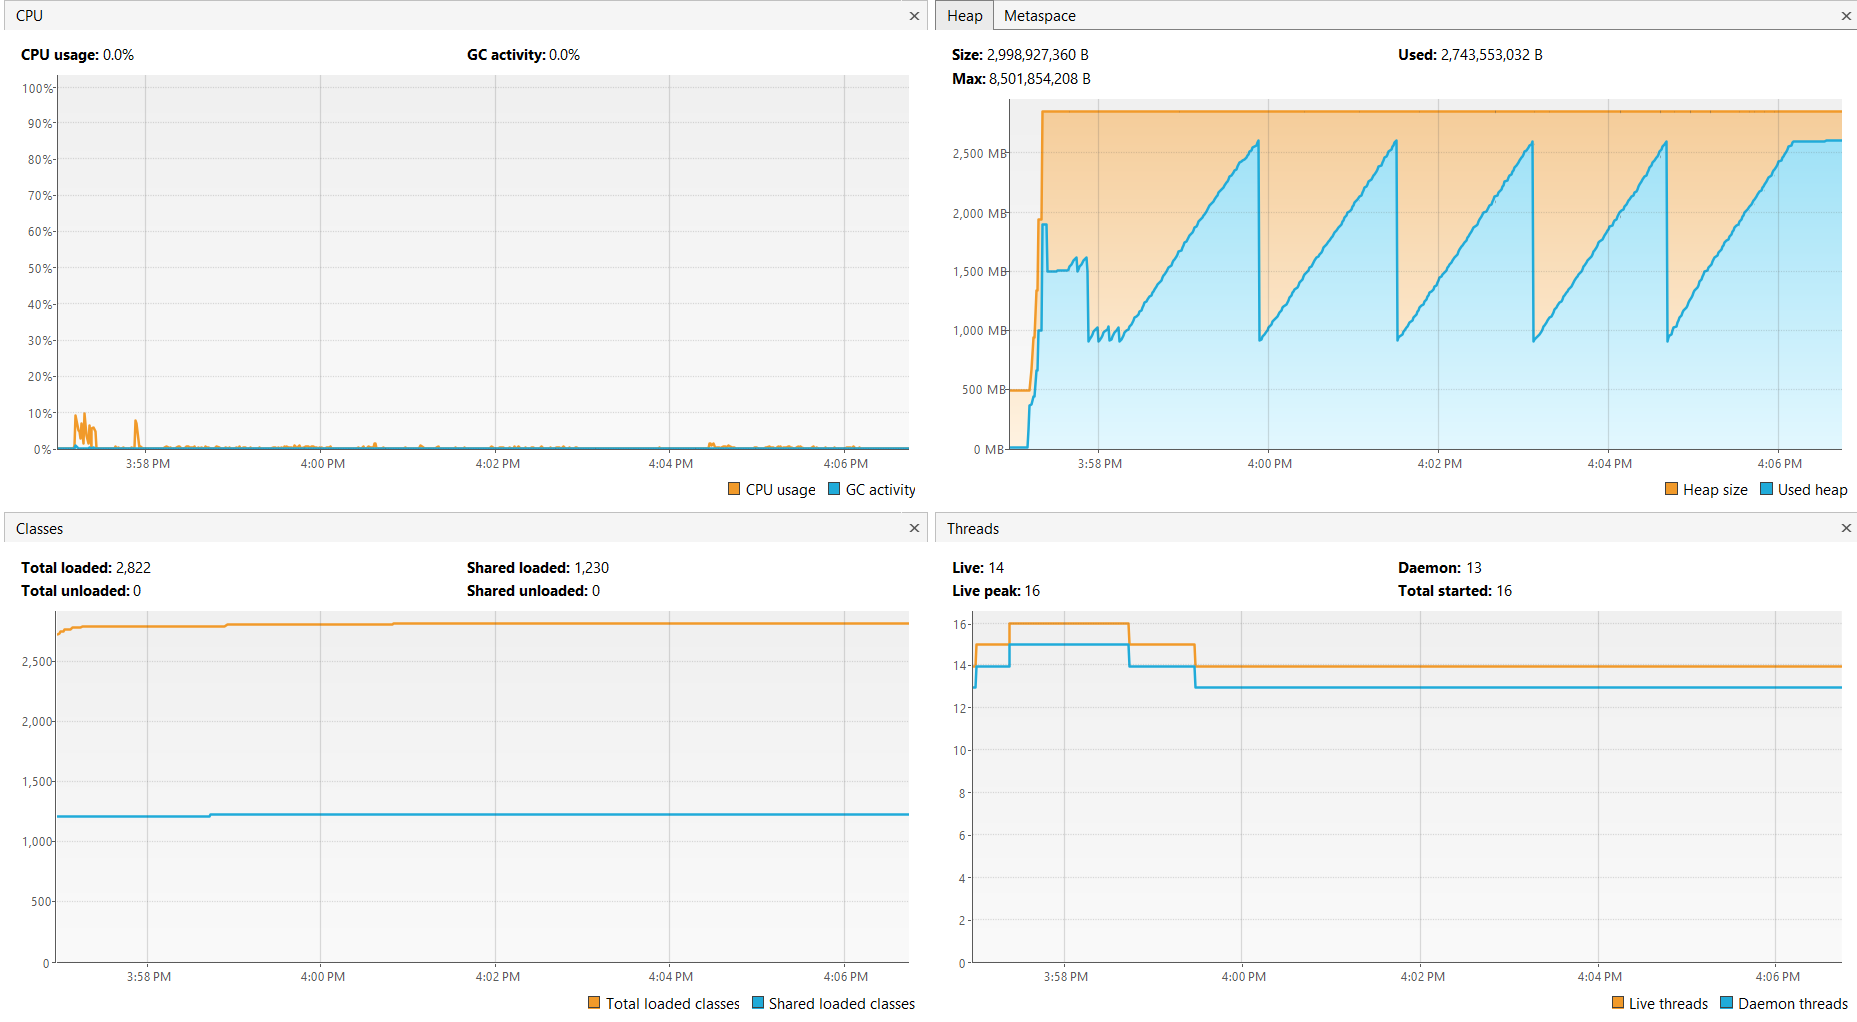 CPU ×
CPU usage: 0.0% GC activity: 0.0%
100%
90%
80%
70%
60%
50%
40%
30%
20%
10%
0%
3:58 PM 4:00 PM 4:02 PM 4:04 PM 4:06 PM
CPU usage GC activity
Heap Metaspace ×
Size: 2,998,927,360 B Used: 2,743,553,032 B
Max: 8,501,854,208 B
2,500 MB
2,000 MB
1,500 MB
1,000 MB
500 MB
0 MB
3:58 PM 4:00 PM 4:02 PM 4:04 PM 4:06 PM
Heap size Used heap
Classes ×
Total loaded: 2,822 Shared loaded: 1,230
Total unloaded: 0 Shared unloaded: 0
2,500
2,000
1,500
1,000
500
0
3:58 PM 4:00 PM 4:02 PM 4:04 PM 4:06 PM
Total loaded classes Shared loaded classes
Threads ×
Live: 14 Daemon: 13
Live peak: 16 Total started: 16
16
14
12
10
8
6
4
2
0
3:58 PM 4:00 PM 4:02 PM 4:04 PM 4:06 PM
Live threads Daemon threads